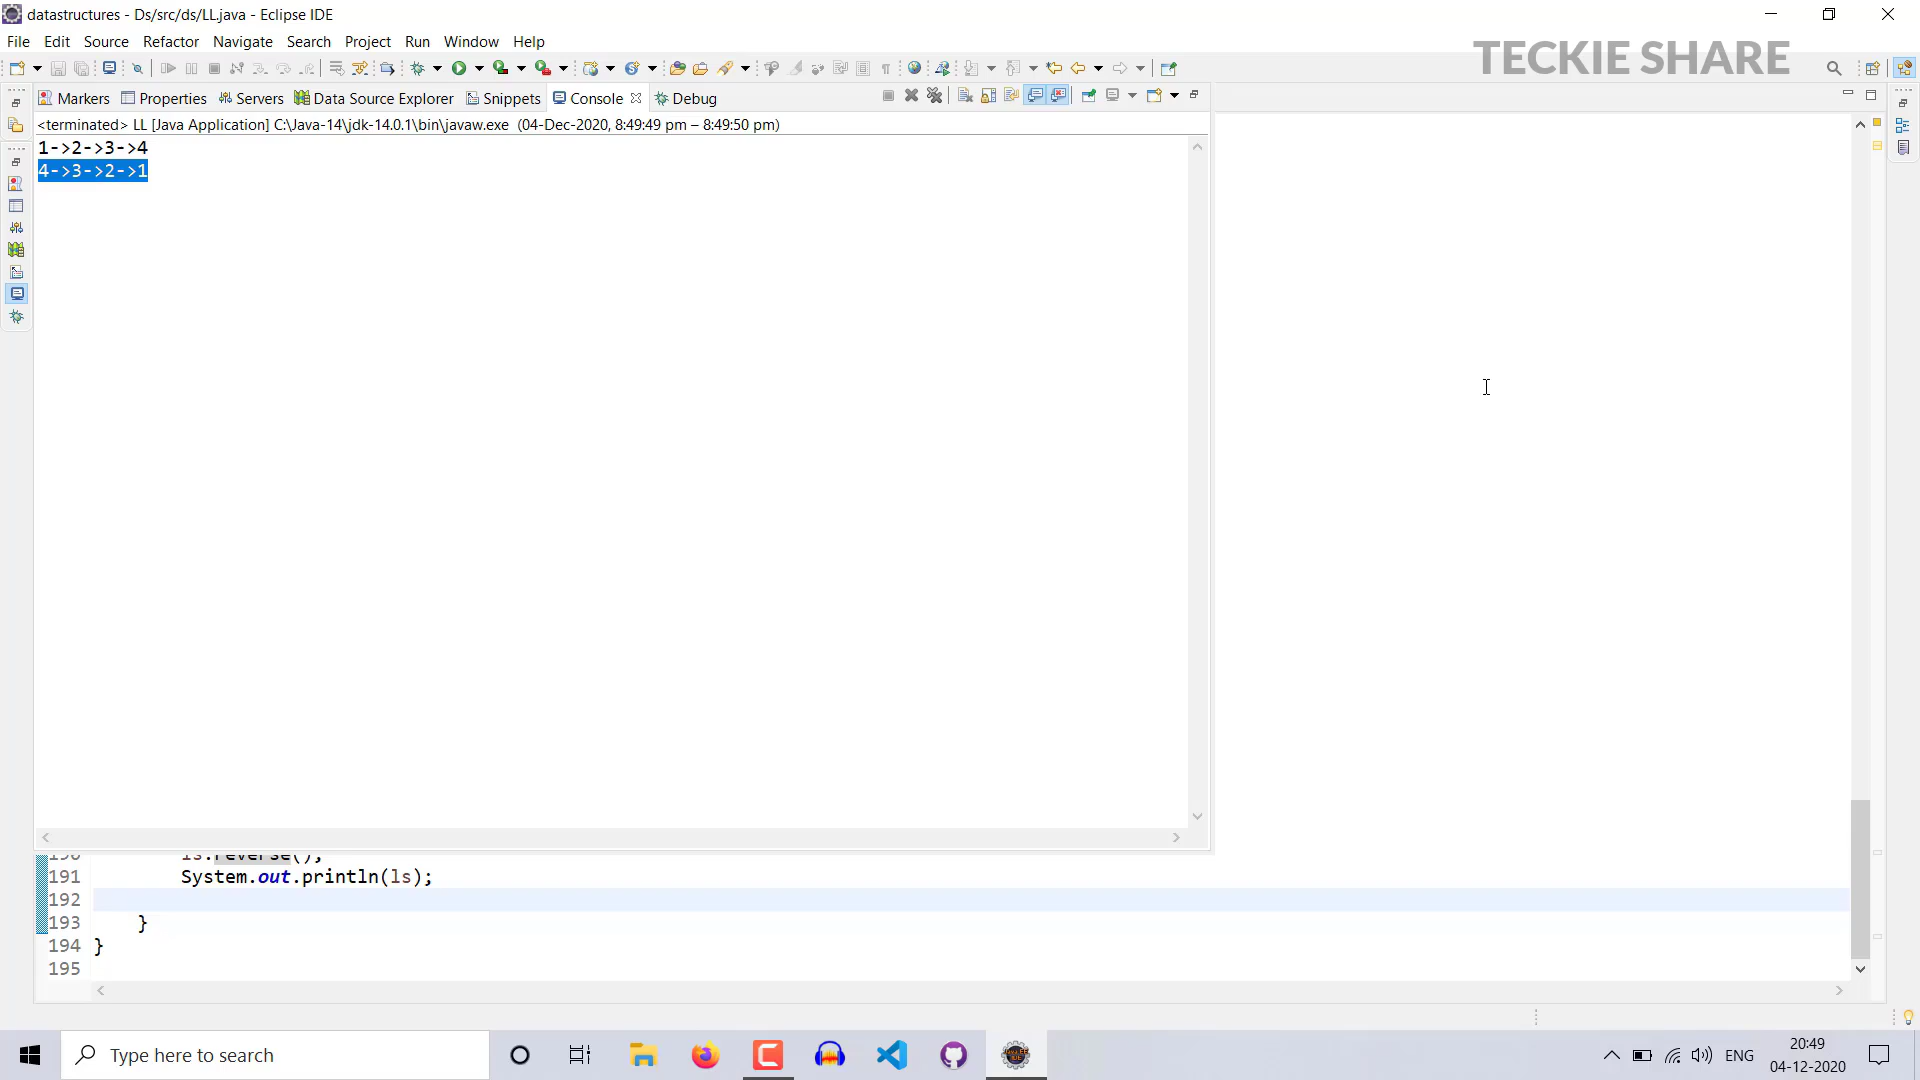 datastructures - Ds/src/ds/LL.java - Eclipse IDE
File Edit Source Refactor Navigate Search Project Run Window Help
TECKIE SHARE
Markers Properties Servers Data Source Explorer Snippets Console Debug
<terminated> LL [Java Application] C:\Java-14\jdk-14.0.1\bin\javaw.exe (04-Dec-2020, 8:49:49 pm – 8:49:50 pm)
1->2->3->4
4->3->2->1
190 ls.reverse();
191 System.out.println(ls);
192
193 }
194 }
195
Type here to search
ENG
20:49
04-12-2020